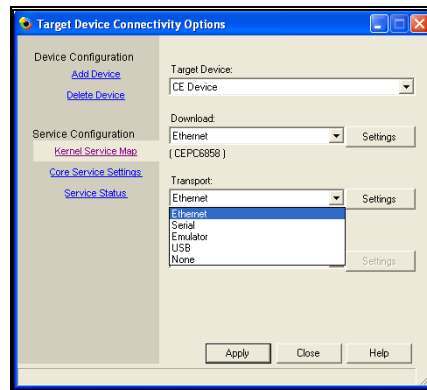 Target Device Connectivity Options
Device Configuration
Add Device
Delete Device
Service Configuration
Kernel Service Map
Core Service Settings
Service Status
Target Device:
CE Device
Download:
Ethernet
Settings
( CEPC6858 )
Transport:
Ethernet
Settings
Ethernet
Serial
Emulator
USB
None
Settings
Apply
Close
Help